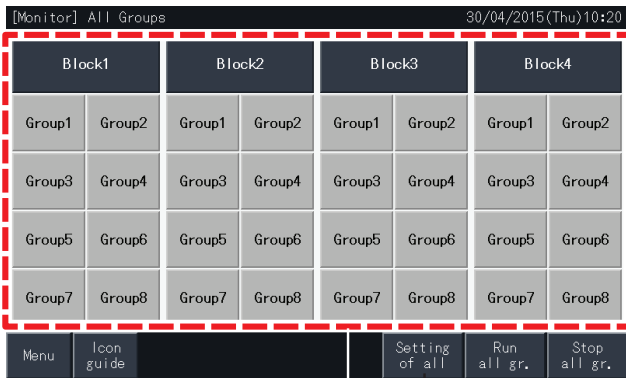 [Monitor] All Groups 30/04/2015(Thu)10:20
Block1 Block2 Block3 Block4
Group1 Group2 Group1 Group2 Group1 Group2 Group1 Group2
Group3 Group4 Group3 Group4 Group3 Group4 Group3 Group4
Group5 Group6 Group5 Group6 Group5 Group6 Group5 Group6
Group7 Group8 Group7 Group8 Group7 Group8 Group7 Group8
Menu Icon guide Setting of all Run all gr. Stop all gr.